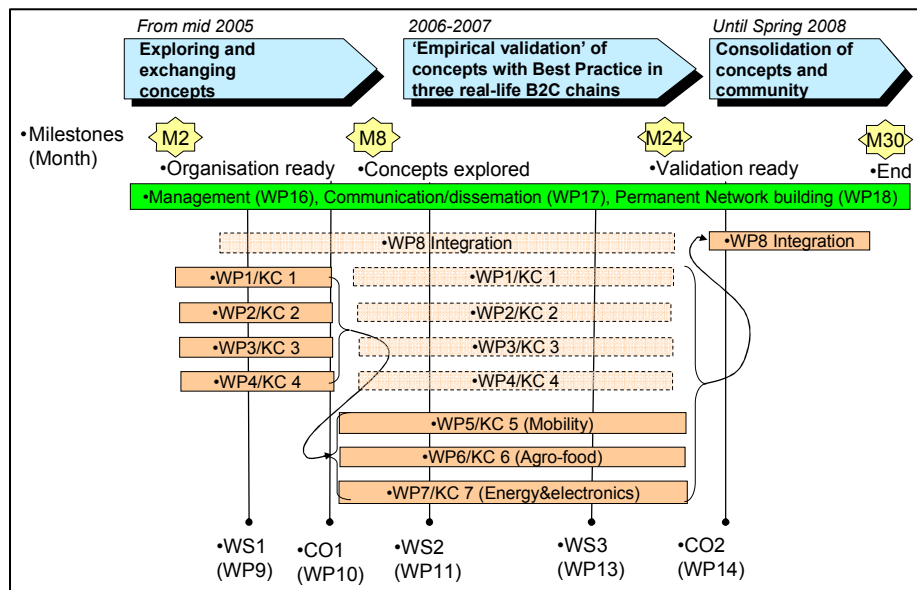 From mid 2005
2006-2007
Until Spring 2008
Exploring and
exchanging
concepts
‘Empirical validation’ of
concepts with Best Practice in
three real-life B2C chains
Consolidation of
concepts and
community
•Milestones
(Month)
M2
M8
M24
M30
•Organisation ready
•Concepts explored
•Validation ready
•End
•Management (WP16), Communication/dissemation (WP17), Permanent Network building (WP18)
•WP8 Integration
•WP8 Integration
•WP1/KC 1
•WP1/KC 1
•WP2/KC 2
•WP2/KC 2
•WP3/KC 3
•WP3/KC 3
•WP4/KC 4
•WP4/KC 4
•WP5/KC 5 (Mobility)
•WP6/KC 6 (Agro-food)
•WP7/KC 7 (Energy&electronics)
•WS1
(WP9)
•CO1
(WP10)
•WS2
(WP11)
•WS3
(WP13)
•CO2
(WP14)